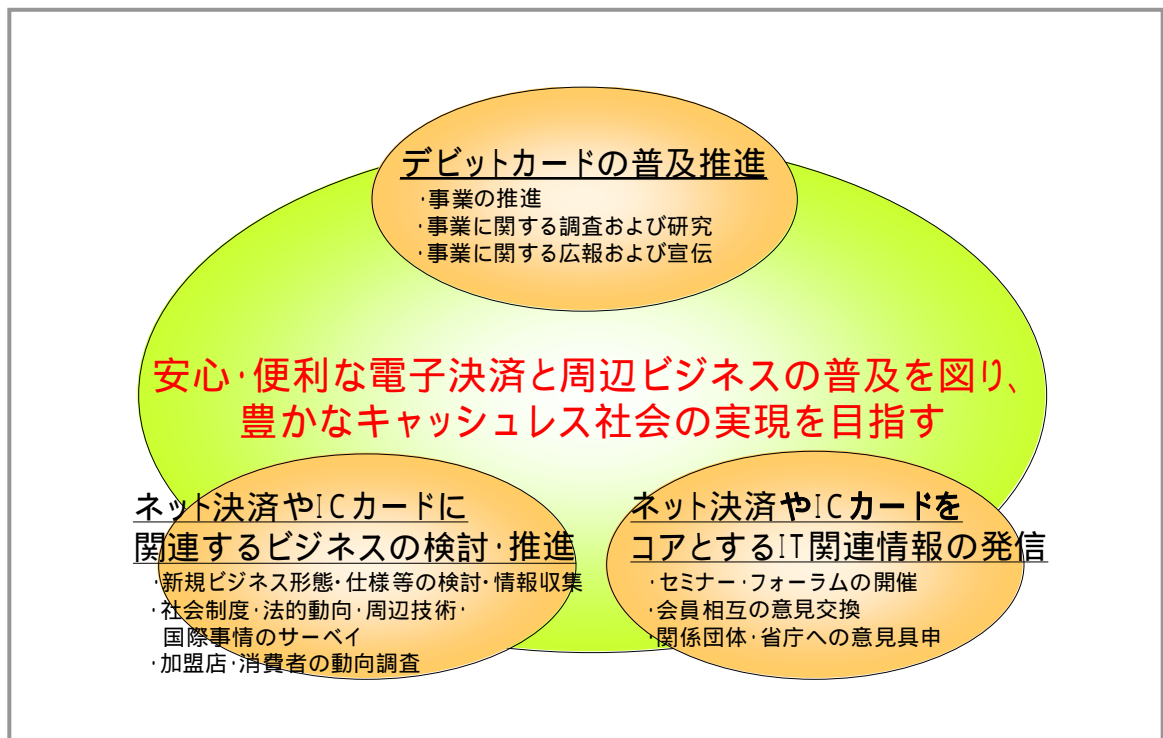 デビットカードの普及推進
・事業の推進
・事業に関する調査および研究
・事業に関する広報および宣伝
安心・便利な電子決済と周辺ビジネスの普及を図り、
豊かなキャッシュレス社会の実現を目指す
ネット決済やICカードに
関連するビジネスの検討・推進
・新規ビジネス形態・仕様等の検討・情報収集
・社会制度・法的動向・周辺技術・
国際事情のサーベイ
・加盟店・消費者の動向調査
ネット決済やICカードを
コアとするIT関連情報の発信
・セミナー・フォーラムの開催
・会員相互の意見交換
・関係団体・省庁への意見具申